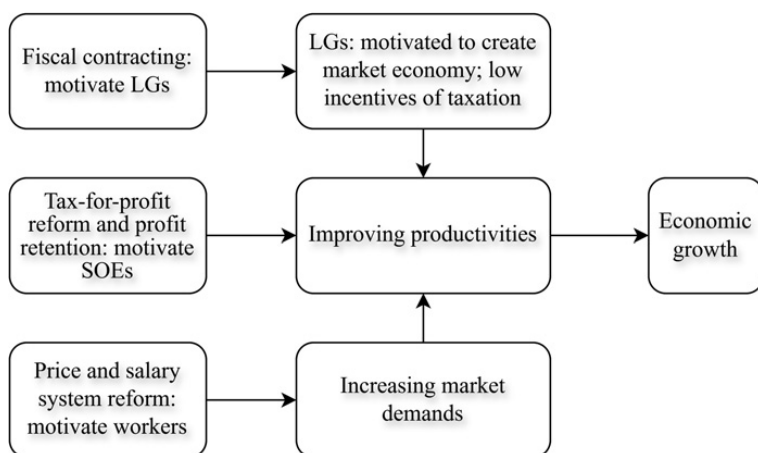 Fiscal contracting:
motivate LGs
LGs: motivated to create
market economy; low
incentives of taxation
Tax-for-profit
reform and profit
retention: motivate
SOEs
Improving productivities
Economic
growth
Price and salary
system reform:
motivate workers
Increasing market
demands